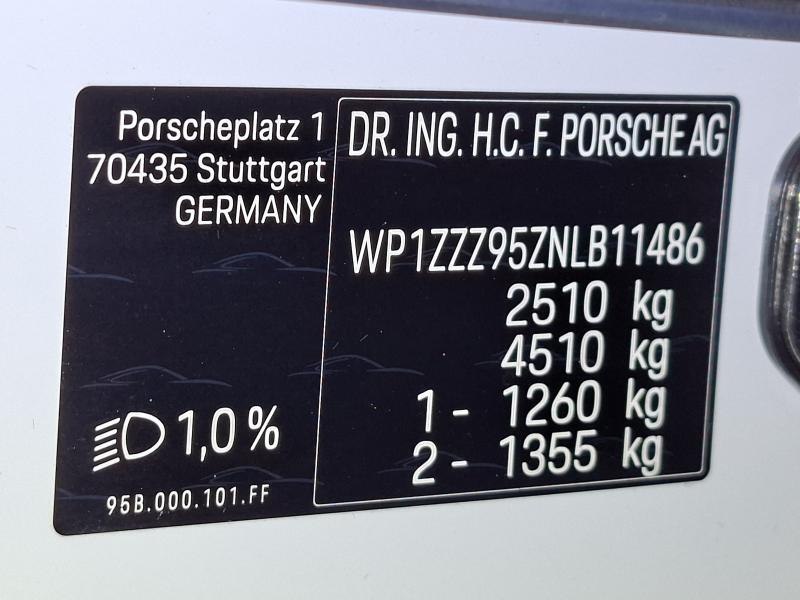 Porscheplatz 1
70435 Stuttgart
GERMANY
1,0 %
95B.000.101.FF
DR. ING. H.C. F. PORSCHE AG
WP1ZZZ95ZNLB11486
2510 kg
4510 kg
1 - 1260 kg
2 - 1355 kg